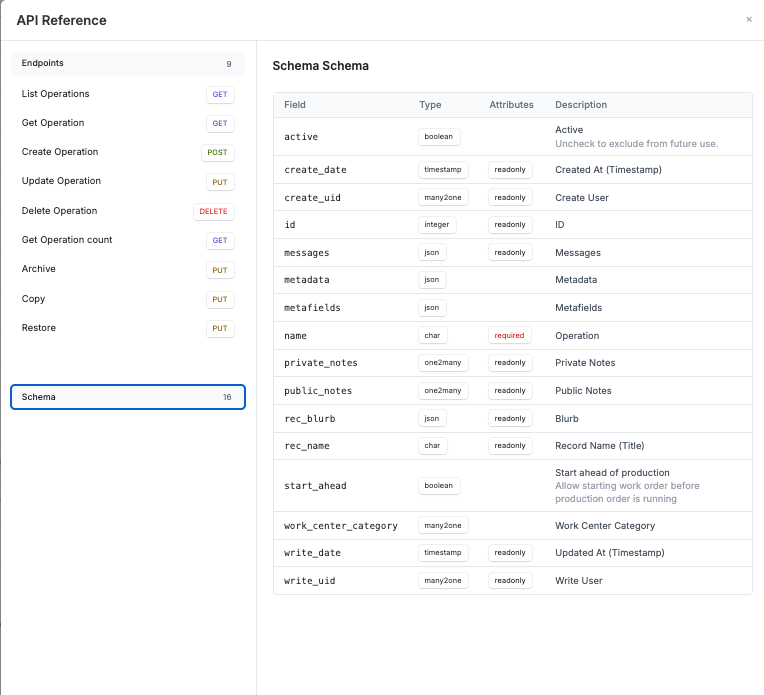 API Reference
×
Endpoints 9
List Operations GET
Get Operation GET
Create Operation POST
Update Operation PUT
Delete Operation DELETE
Get Operation count GET
Archive PUT
Copy PUT
Restore PUT
Schema 16
Schema Schema
Field Type Attributes Description
active boolean Active
Uncheck to exclude from future use.
create_date timestamp readonly Created At (Timestamp)
create_uid many2one readonly Create User
id integer readonly ID
messages json readonly Messages
metadata json Metadata
metafields json Metafields
name char required Operation
private_notes one2many readonly Private Notes
public_notes one2many readonly Public Notes
rec_blurb json readonly Blurb
rec_name char readonly Record Name (Title)
start_ahead boolean Start ahead of production
Allow starting work order before
production order is running
work_center_category many2one Work Center Category
write_date timestamp readonly Updated At (Timestamp)
write_uid many2one readonly Write User